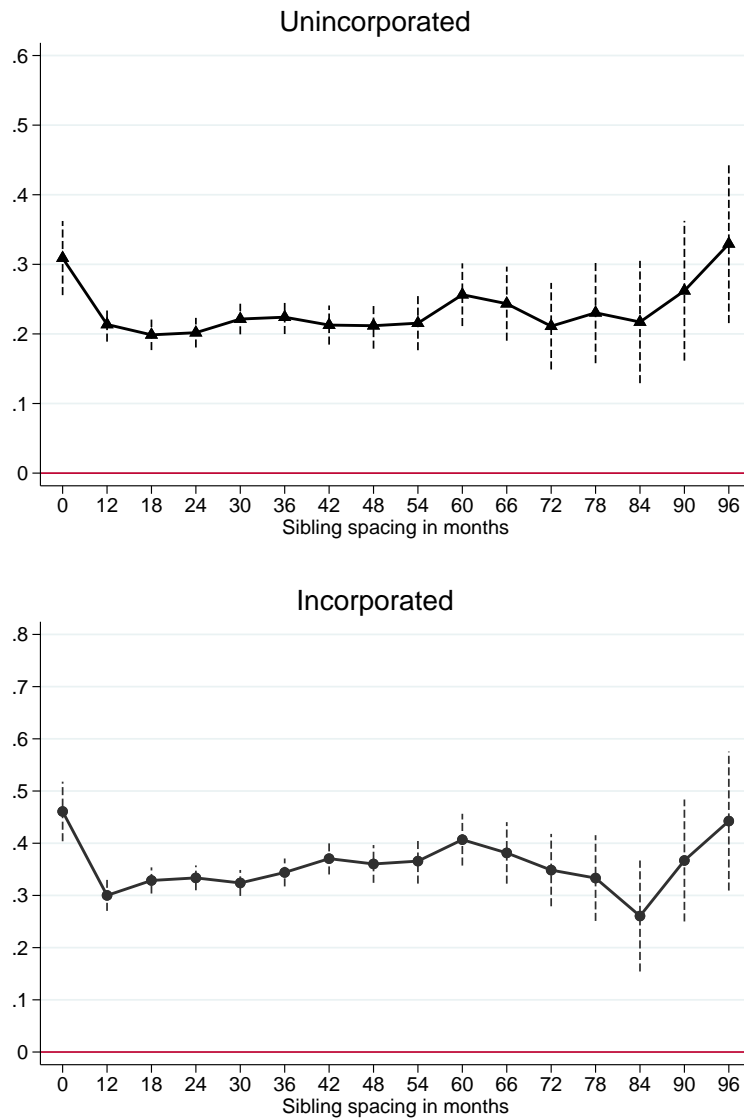 Unincorporated
.6
.5
.4
.3
.2
.1
0
0 12 18 24 30 36 42 48 54 60 66 72 78 84 90 96
Sibling spacing in months
Incorporated
.8
.7
.6
.5
.4
.3
.2
.1
0
0 12 18 24 30 36 42 48 54 60 66 72 78 84 90 96
Sibling spacing in months